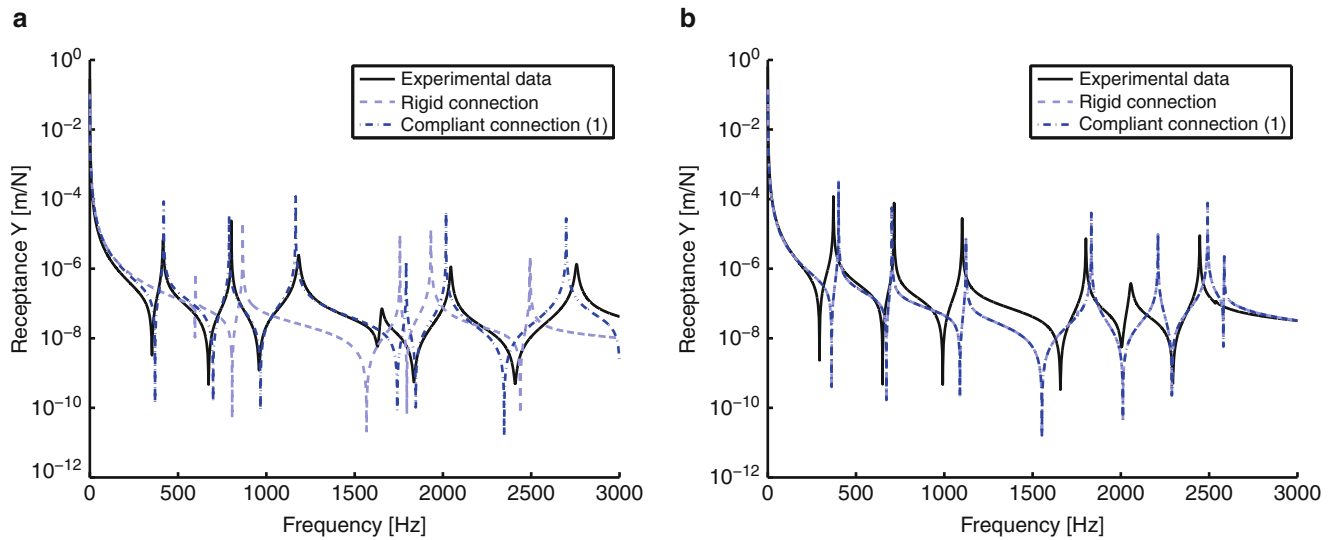 a
10^0
10^−2
10^−4
10^−6
10^−8
10^−10
10^−12
Receptance Y [m/N]
Experimental data
Rigid connection
Compliant connection (1)
0 500 1000 1500 2000 2500 3000
Frequency [Hz]
b
10^0
10^−2
10^−4
10^−6
10^−8
10^−10
10^−12
Receptance Y [m/N]
Experimental data
Rigid connection
Compliant connection (1)
0 500 1000 1500 2000 2500 3000
Frequency [Hz]